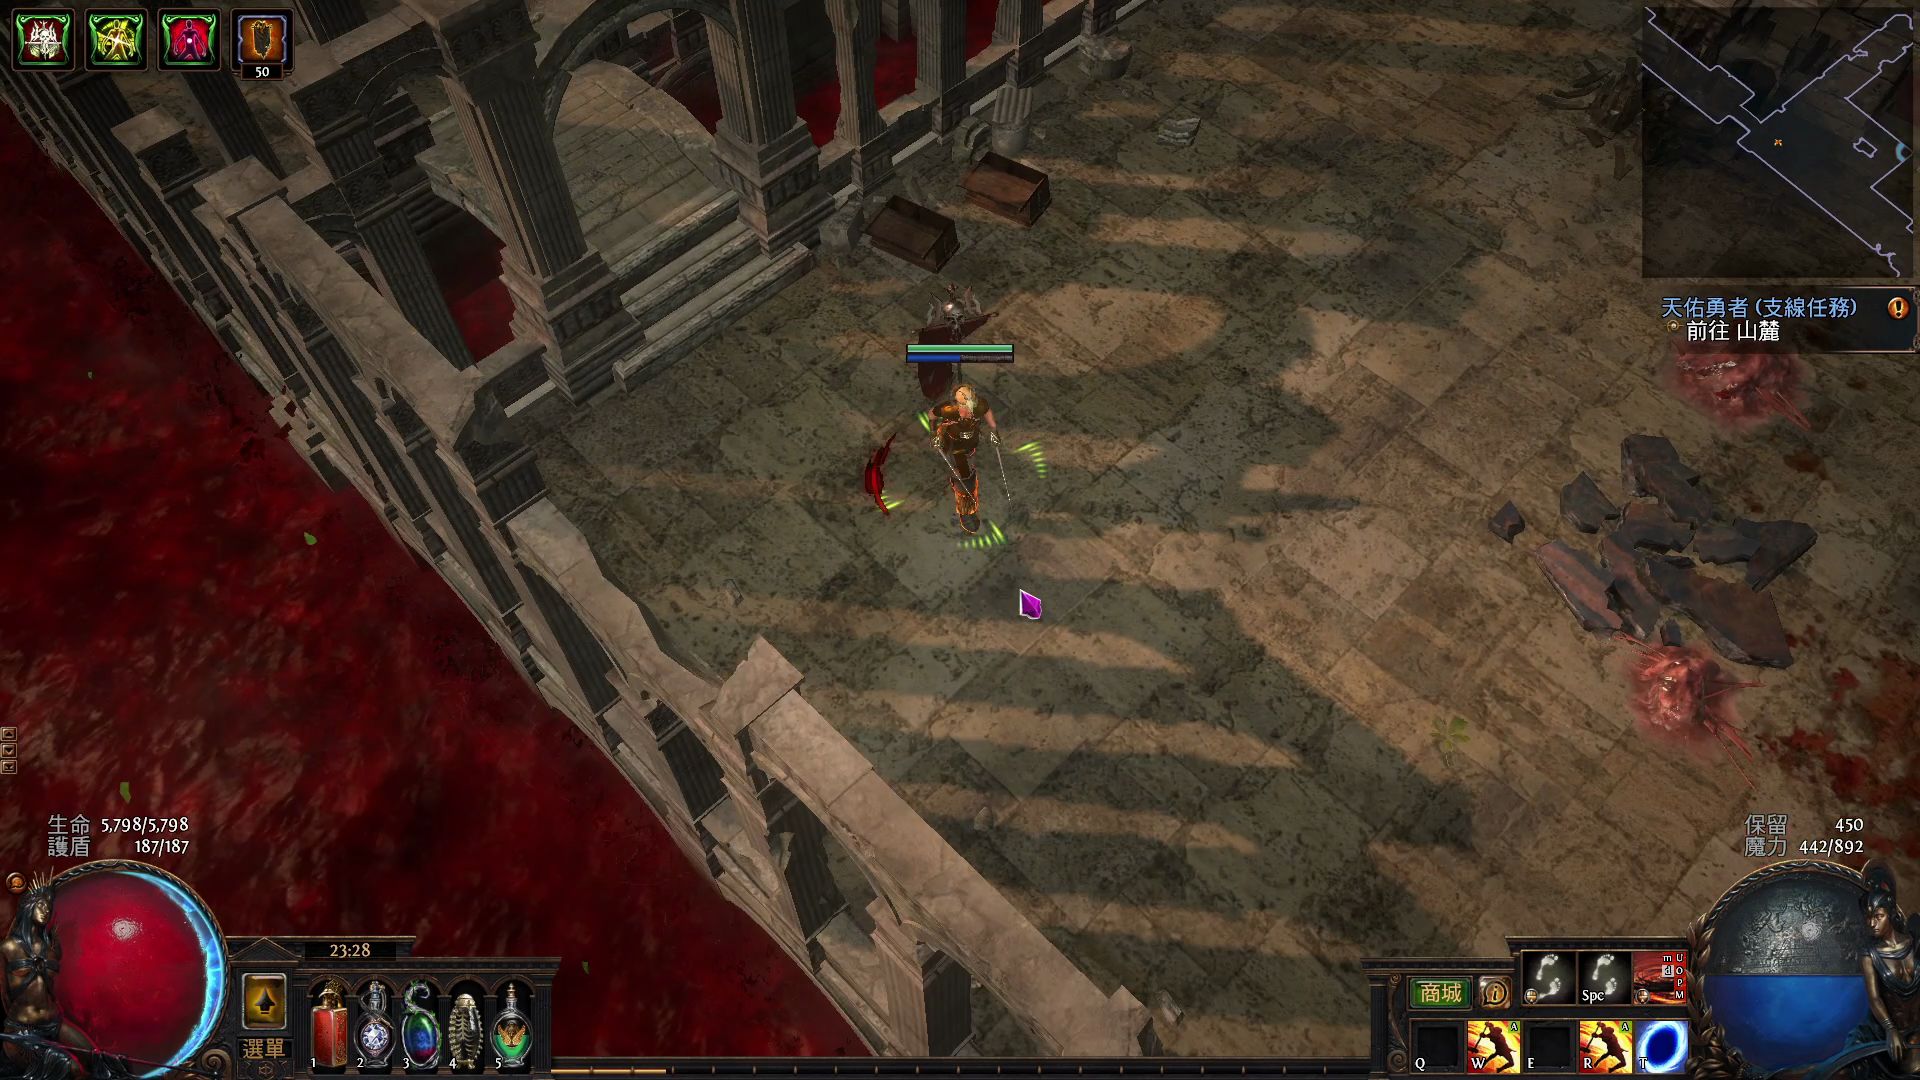 50
天佑勇者 (支線任務)
前往 山麓
生命 5,798/5,798
護盾 187/187
保留 450
魔力 442/892
23:28
選單
1 2 3 4 5
商城
Spc
m U
d O
P
M
Q W A E R A T